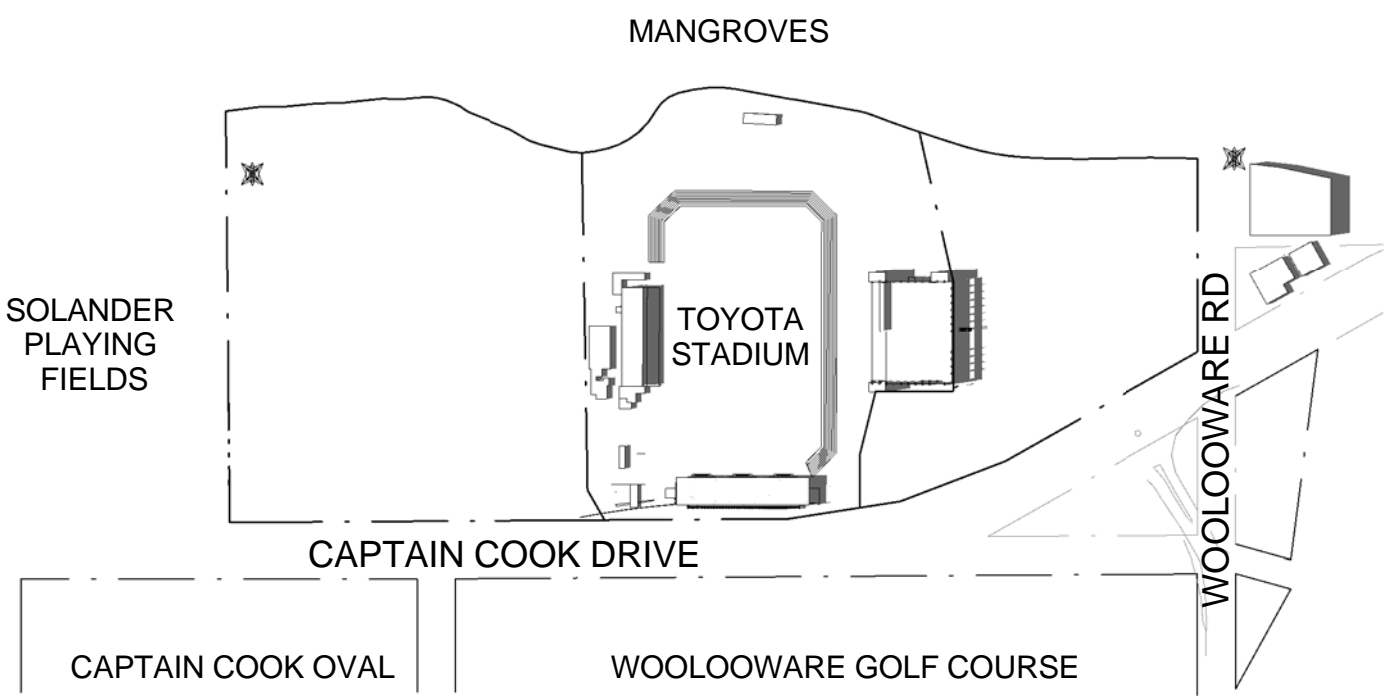 MANGROVES
SOLANDER
PLAYING
FIELDS
TOYOTA
STADIUM
WOOLOOWARE RD
CAPTAIN COOK DRIVE
CAPTAIN COOK OVAL
WOOLOOWARE GOLF COURSE